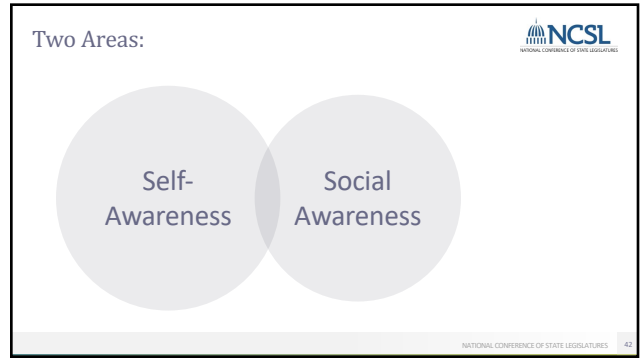 Two Areas:
NCSL
NATIONAL CONFERENCE OF STATE LEGISLATURES
Self-
Awareness
Social
Awareness
NATIONAL CONFERENCE OF STATE LEGISLATURES 42